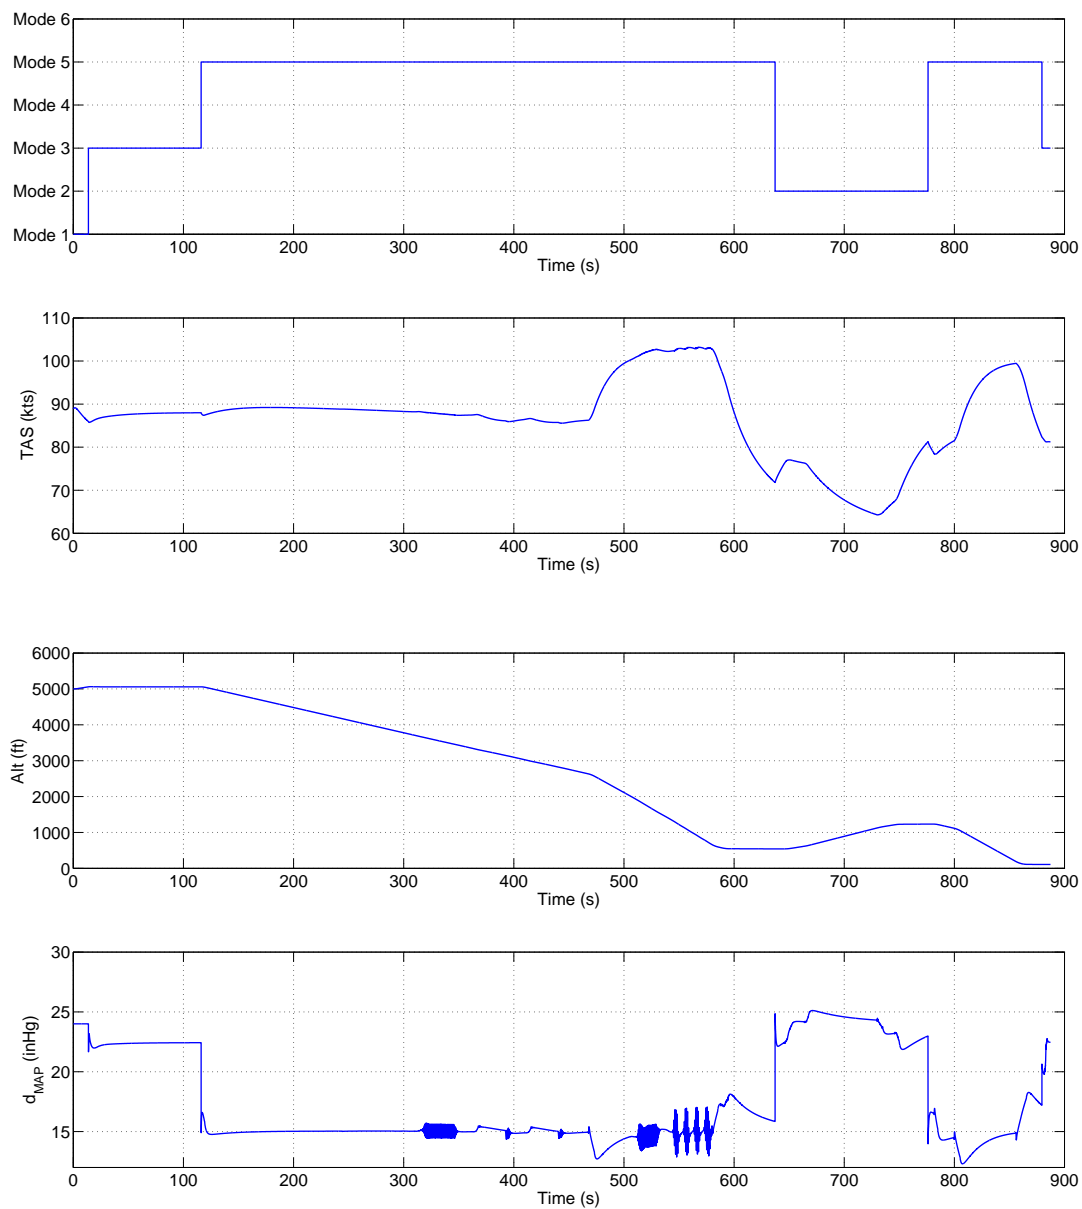 Mode 6
Mode 5
Mode 4
Mode 3
Mode 2
Mode 1
0 100 200 300 400 500 600 700 800 900
Time (s)
110
100
90
80
70
60
TAS (kts)
0 100 200 300 400 500 600 700 800 900
Time (s)
6000
5000
4000
3000
2000
1000
0
Alt (ft)
0 100 200 300 400 500 600 700 800 900
Time (s)
30
25
20
15
d_MAP (inHg)
0 100 200 300 400 500 600 700 800 900
Time (s)